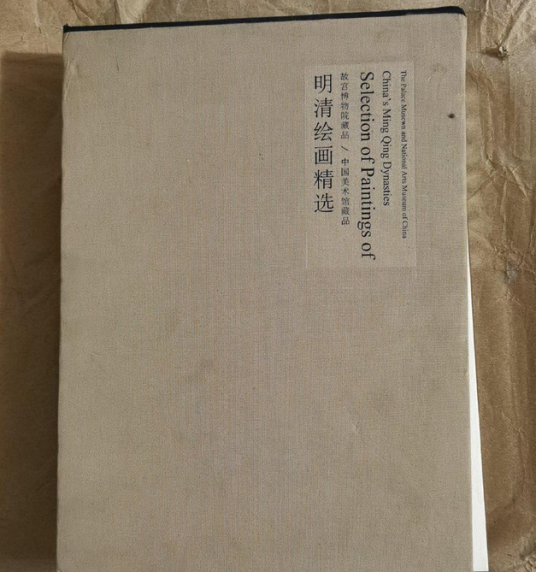 The Palace Museum and National Arts Museum of China
China's Ming Qing Dynasties
Selection of Paintings of
故宫博物院藏品 / 中国美术馆藏品
明清绘画精选